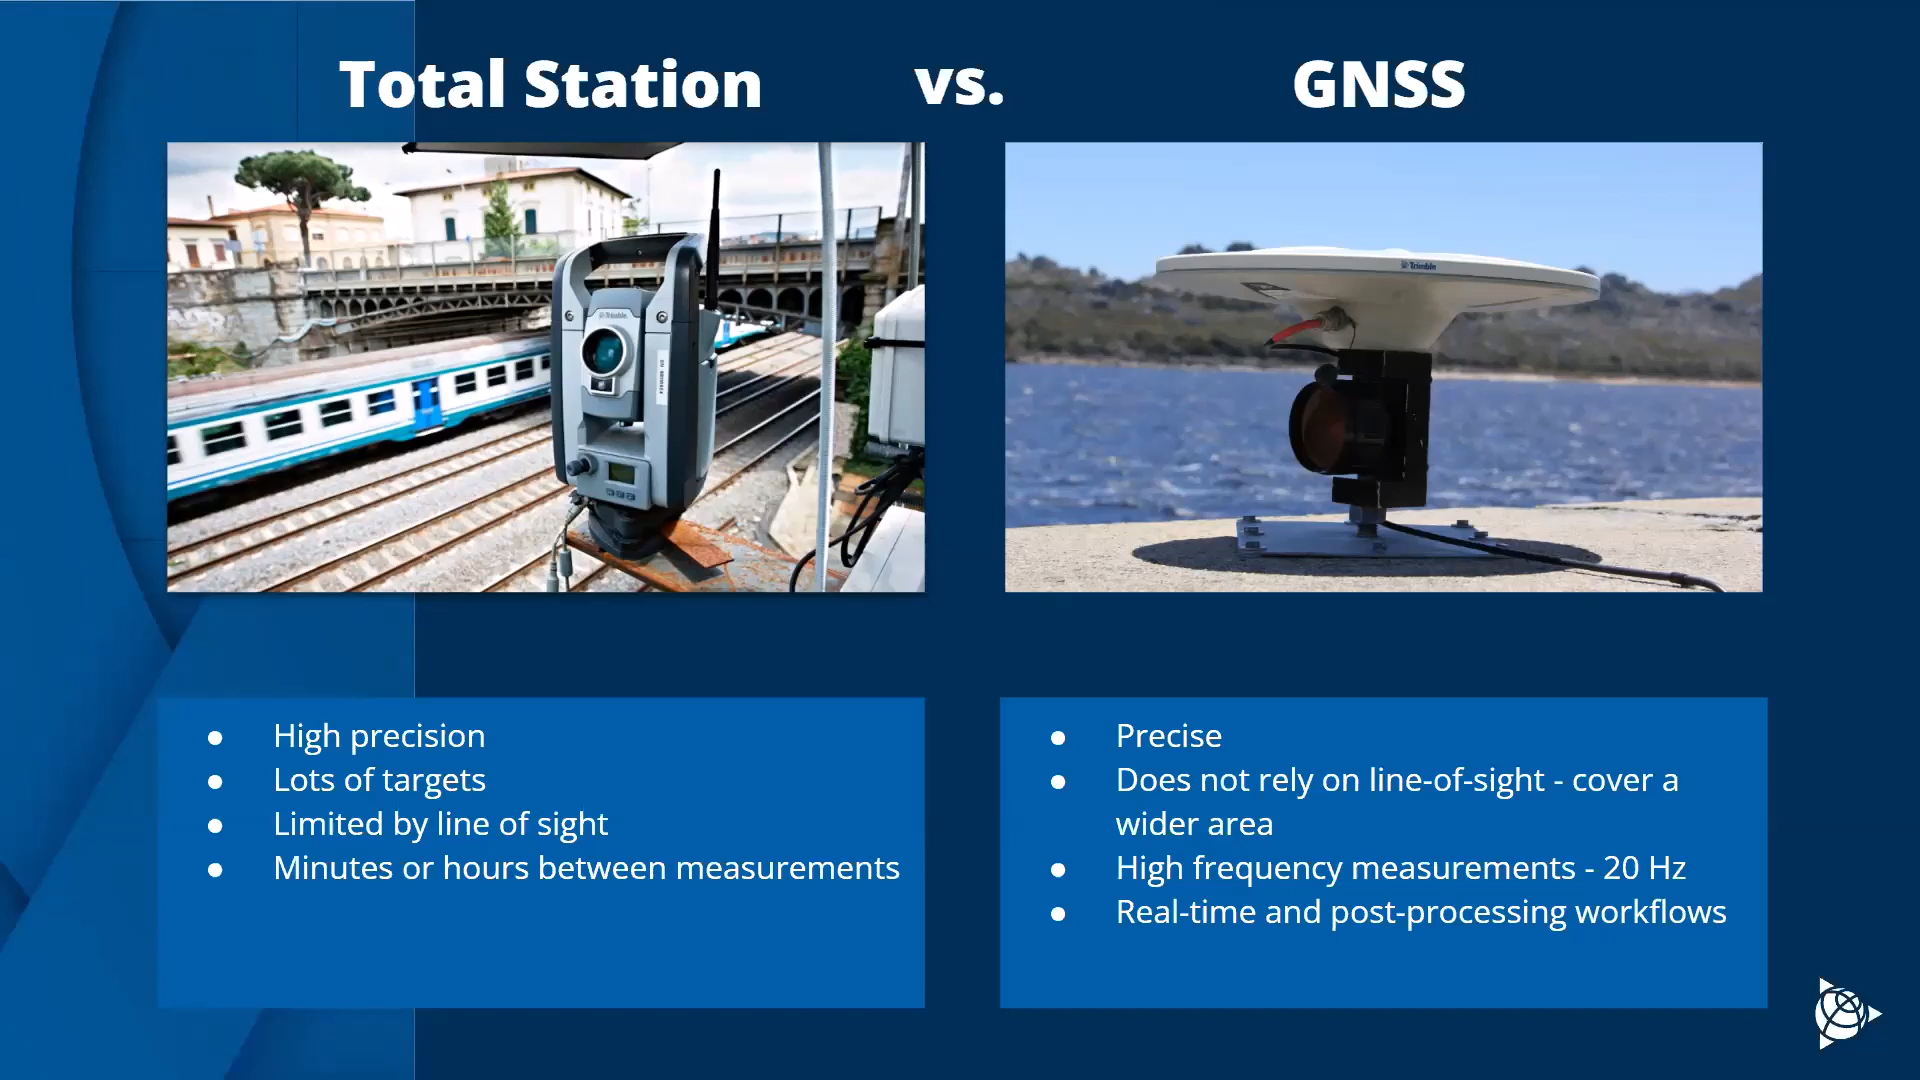 Total Station
vs.
GNSS
Trimble
Trimble
● High precision
● Lots of targets
● Limited by line of sight
● Minutes or hours between measurements
● Precise
● Does not rely on line-of-sight - cover a
wider area
● High frequency measurements - 20 Hz
● Real-time and post-processing workflows